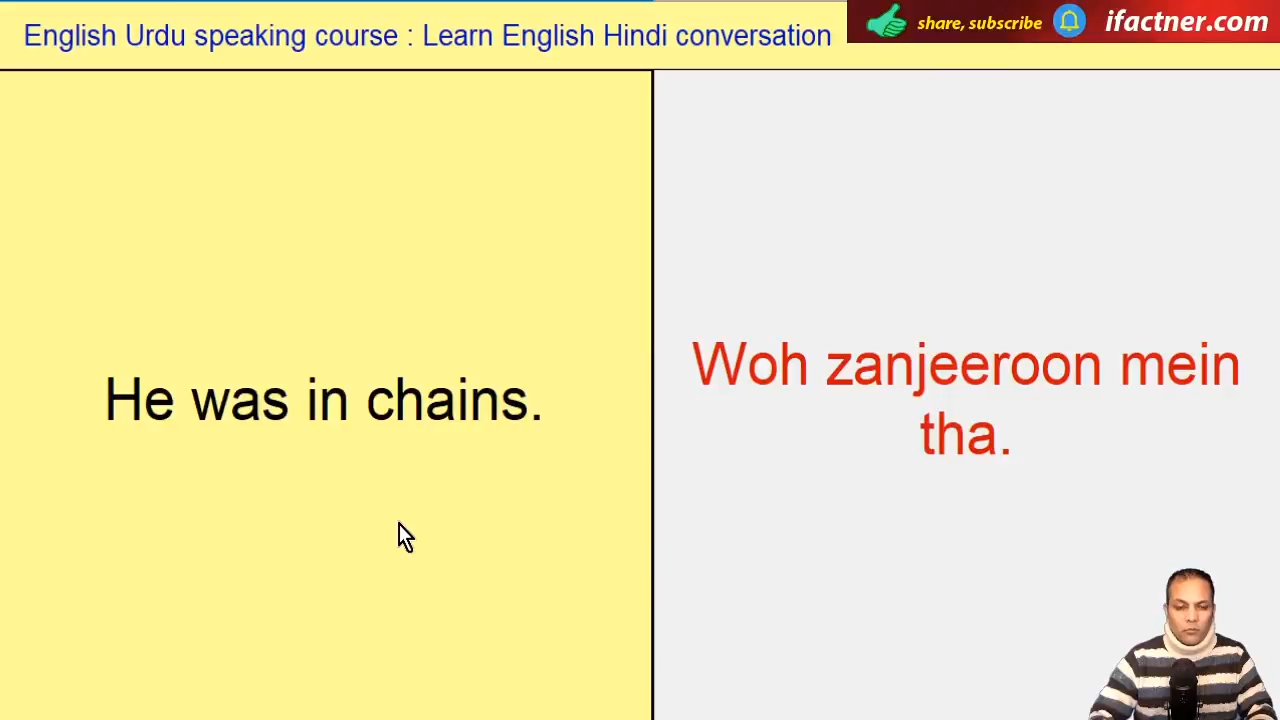 English Urdu speaking course : Learn English Hindi conversation
share, subscribe
ifactner.com
He was in chains.
Woh zanjeeroon mein
tha.